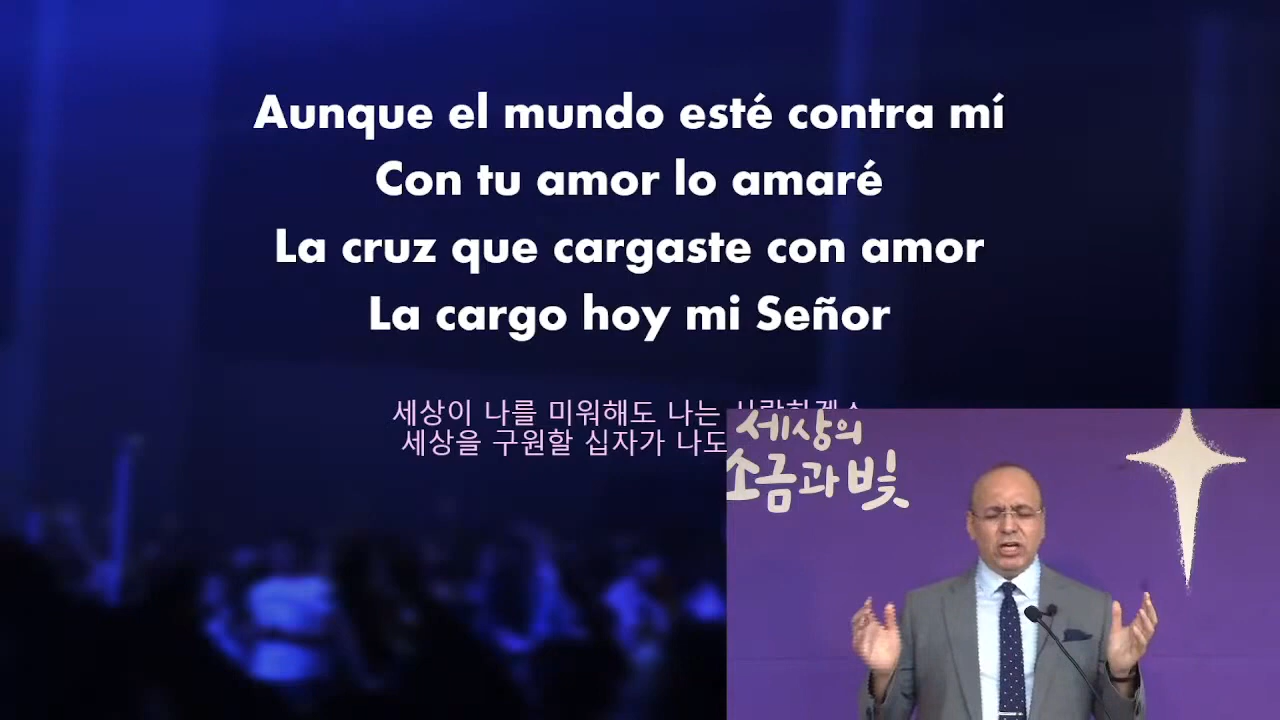 Aunque el mundo esté contra mí
Con tu amor lo amaré
La cruz que cargaste con amor
La cargo hoy mi Señor
세상이 나를 미워해도 나는
세상을 구원할 십자가 나도
세상의
소금과 빛